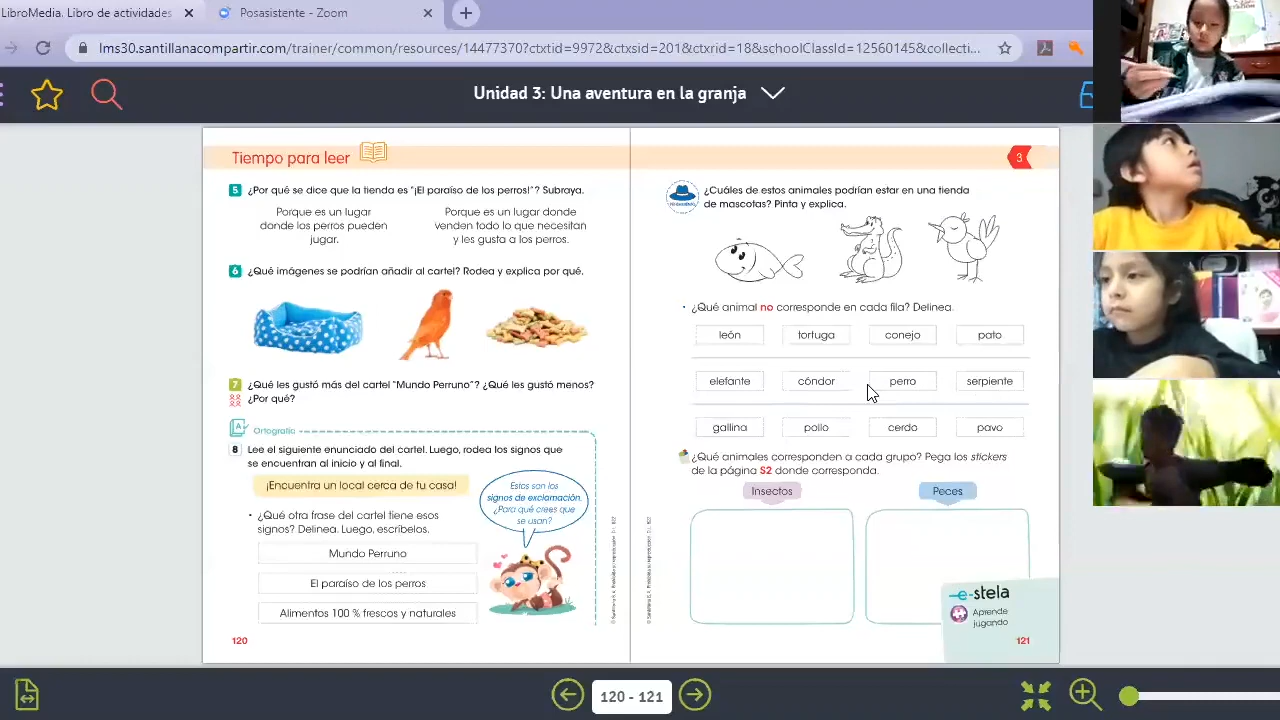 LibroMedia. Libro de actividades
Posasistente - Zoom
lms30.santillanacompartir.com/trainer/common/resources/14477310?ctxtid=9972&ctxsid=201&ctxrid=18&schoolClassId=12560145&collecti...
Unidad 3: Una aventura en la granja
Tiempo para leer
5 ¿Por qué se dice que la tienda es "¡El paraíso de los perros!"? Subraya.
Porque es un lugar
donde los perros pueden
jugar.
Porque es un lugar donde
venden todo lo que necesitan
y les gusta a los perros.
6 ¿Qué imágenes se podrían añadir al cartel? Rodea y explica por qué.
7 ¿Qué les gustó más del cartel "Mundo Perruno"? ¿Qué les gustó menos?
¿Por qué?
Ortografía
8 Lee el siguiente enunciado del cartel. Luego, rodea los signos que
se encuentran al inicio y al final.
¡Encuentra un local cerca de tu casa!
Estos son los
signos de exclamación.
¿Para qué crees que
se usan?
• ¿Qué otra frase del cartel tiene esos
signos? Delinea. Luego, escríbelos.
Mundo Perruno
El paraíso de los perros
Alimentos 100 % frescos y naturales
120
3
¿Cuáles de estos animales podrían estar en una tienda
de mascotas? Pinta y explica.
• ¿Qué animal no corresponde en cada fila? Delinea.
león tortuga conejo pato
elefante cóndor perro serpiente
gallina pollo cerdo pavo
¿Qué animales corresponden a cada grupo? Pega los stickers
de la página S2 donde corresponda.
Insectos Peces
e-stela
Aprende
jugando
121
120 - 121